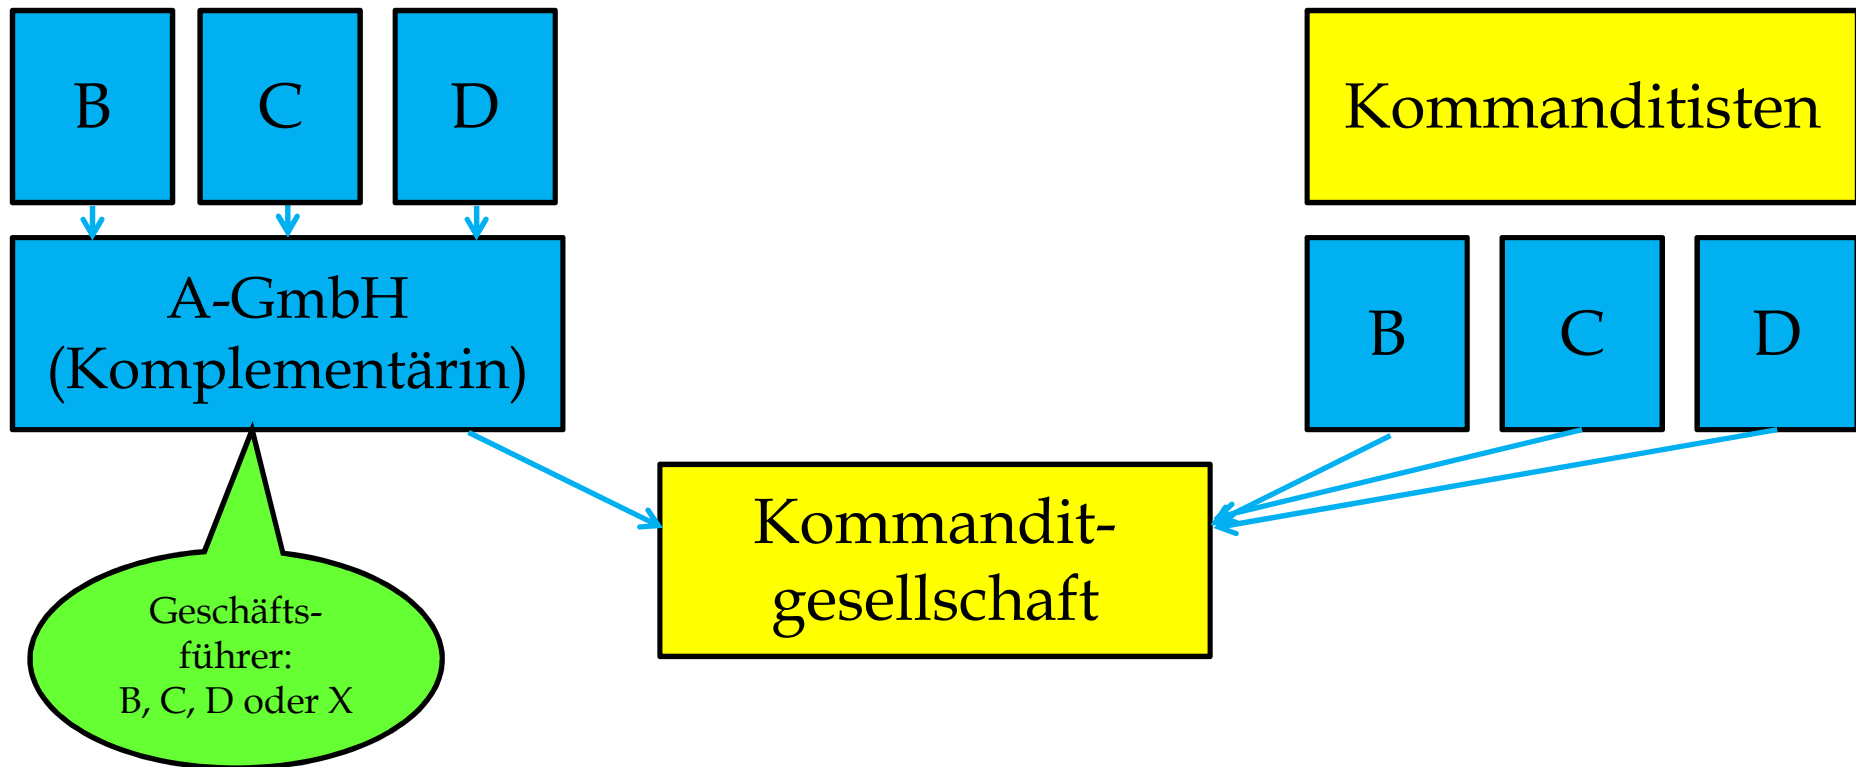 B
C
D
Kommanditisten
A-GmbH
(Komplementärin)
B
C
D
Kommandit-
gesellschaft
Geschäfts-
führer:
B, C, D oder X